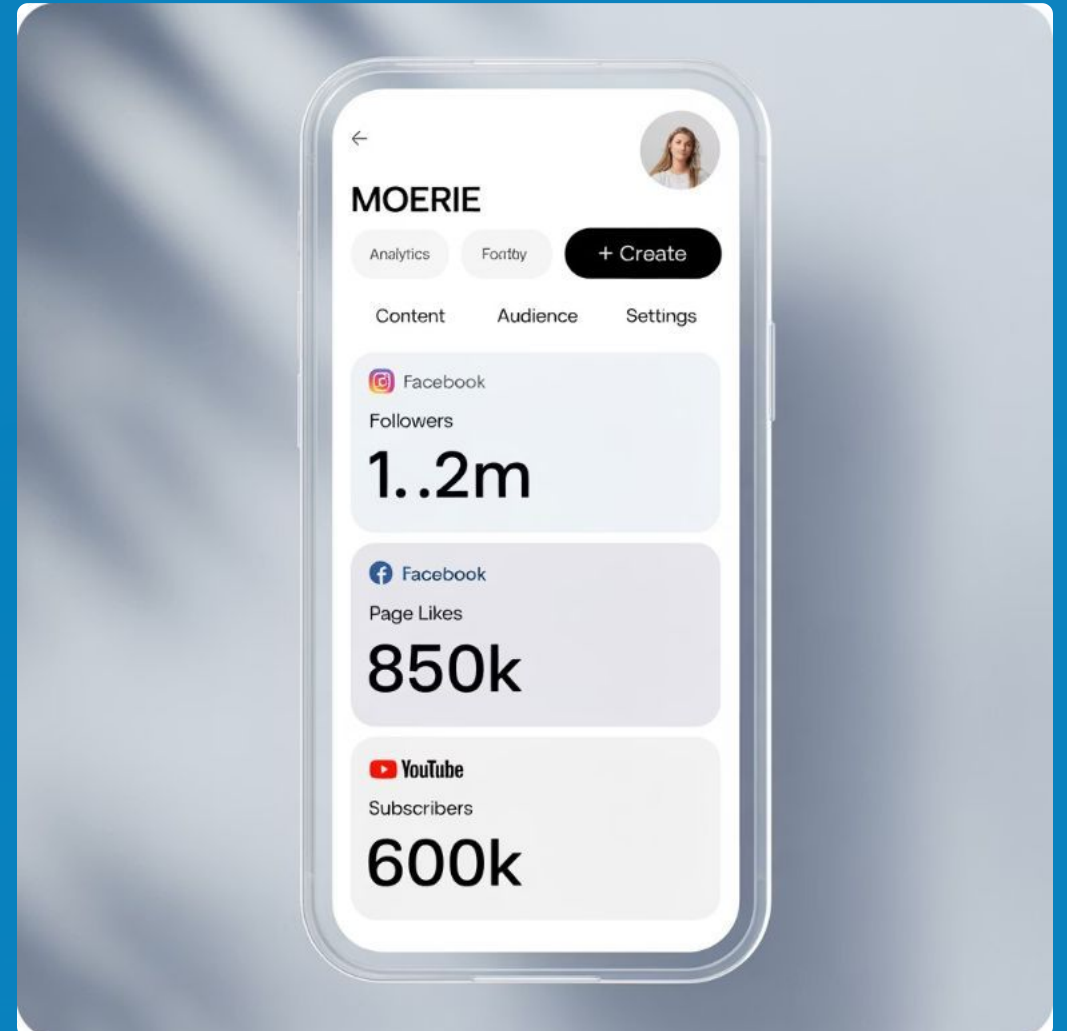 MOERIE
Analytics Fontby + Create
Content Audience Settings
Facebook
Followers
1..2m
Facebook
Page Likes
850k
YouTube
Subscribers
600k